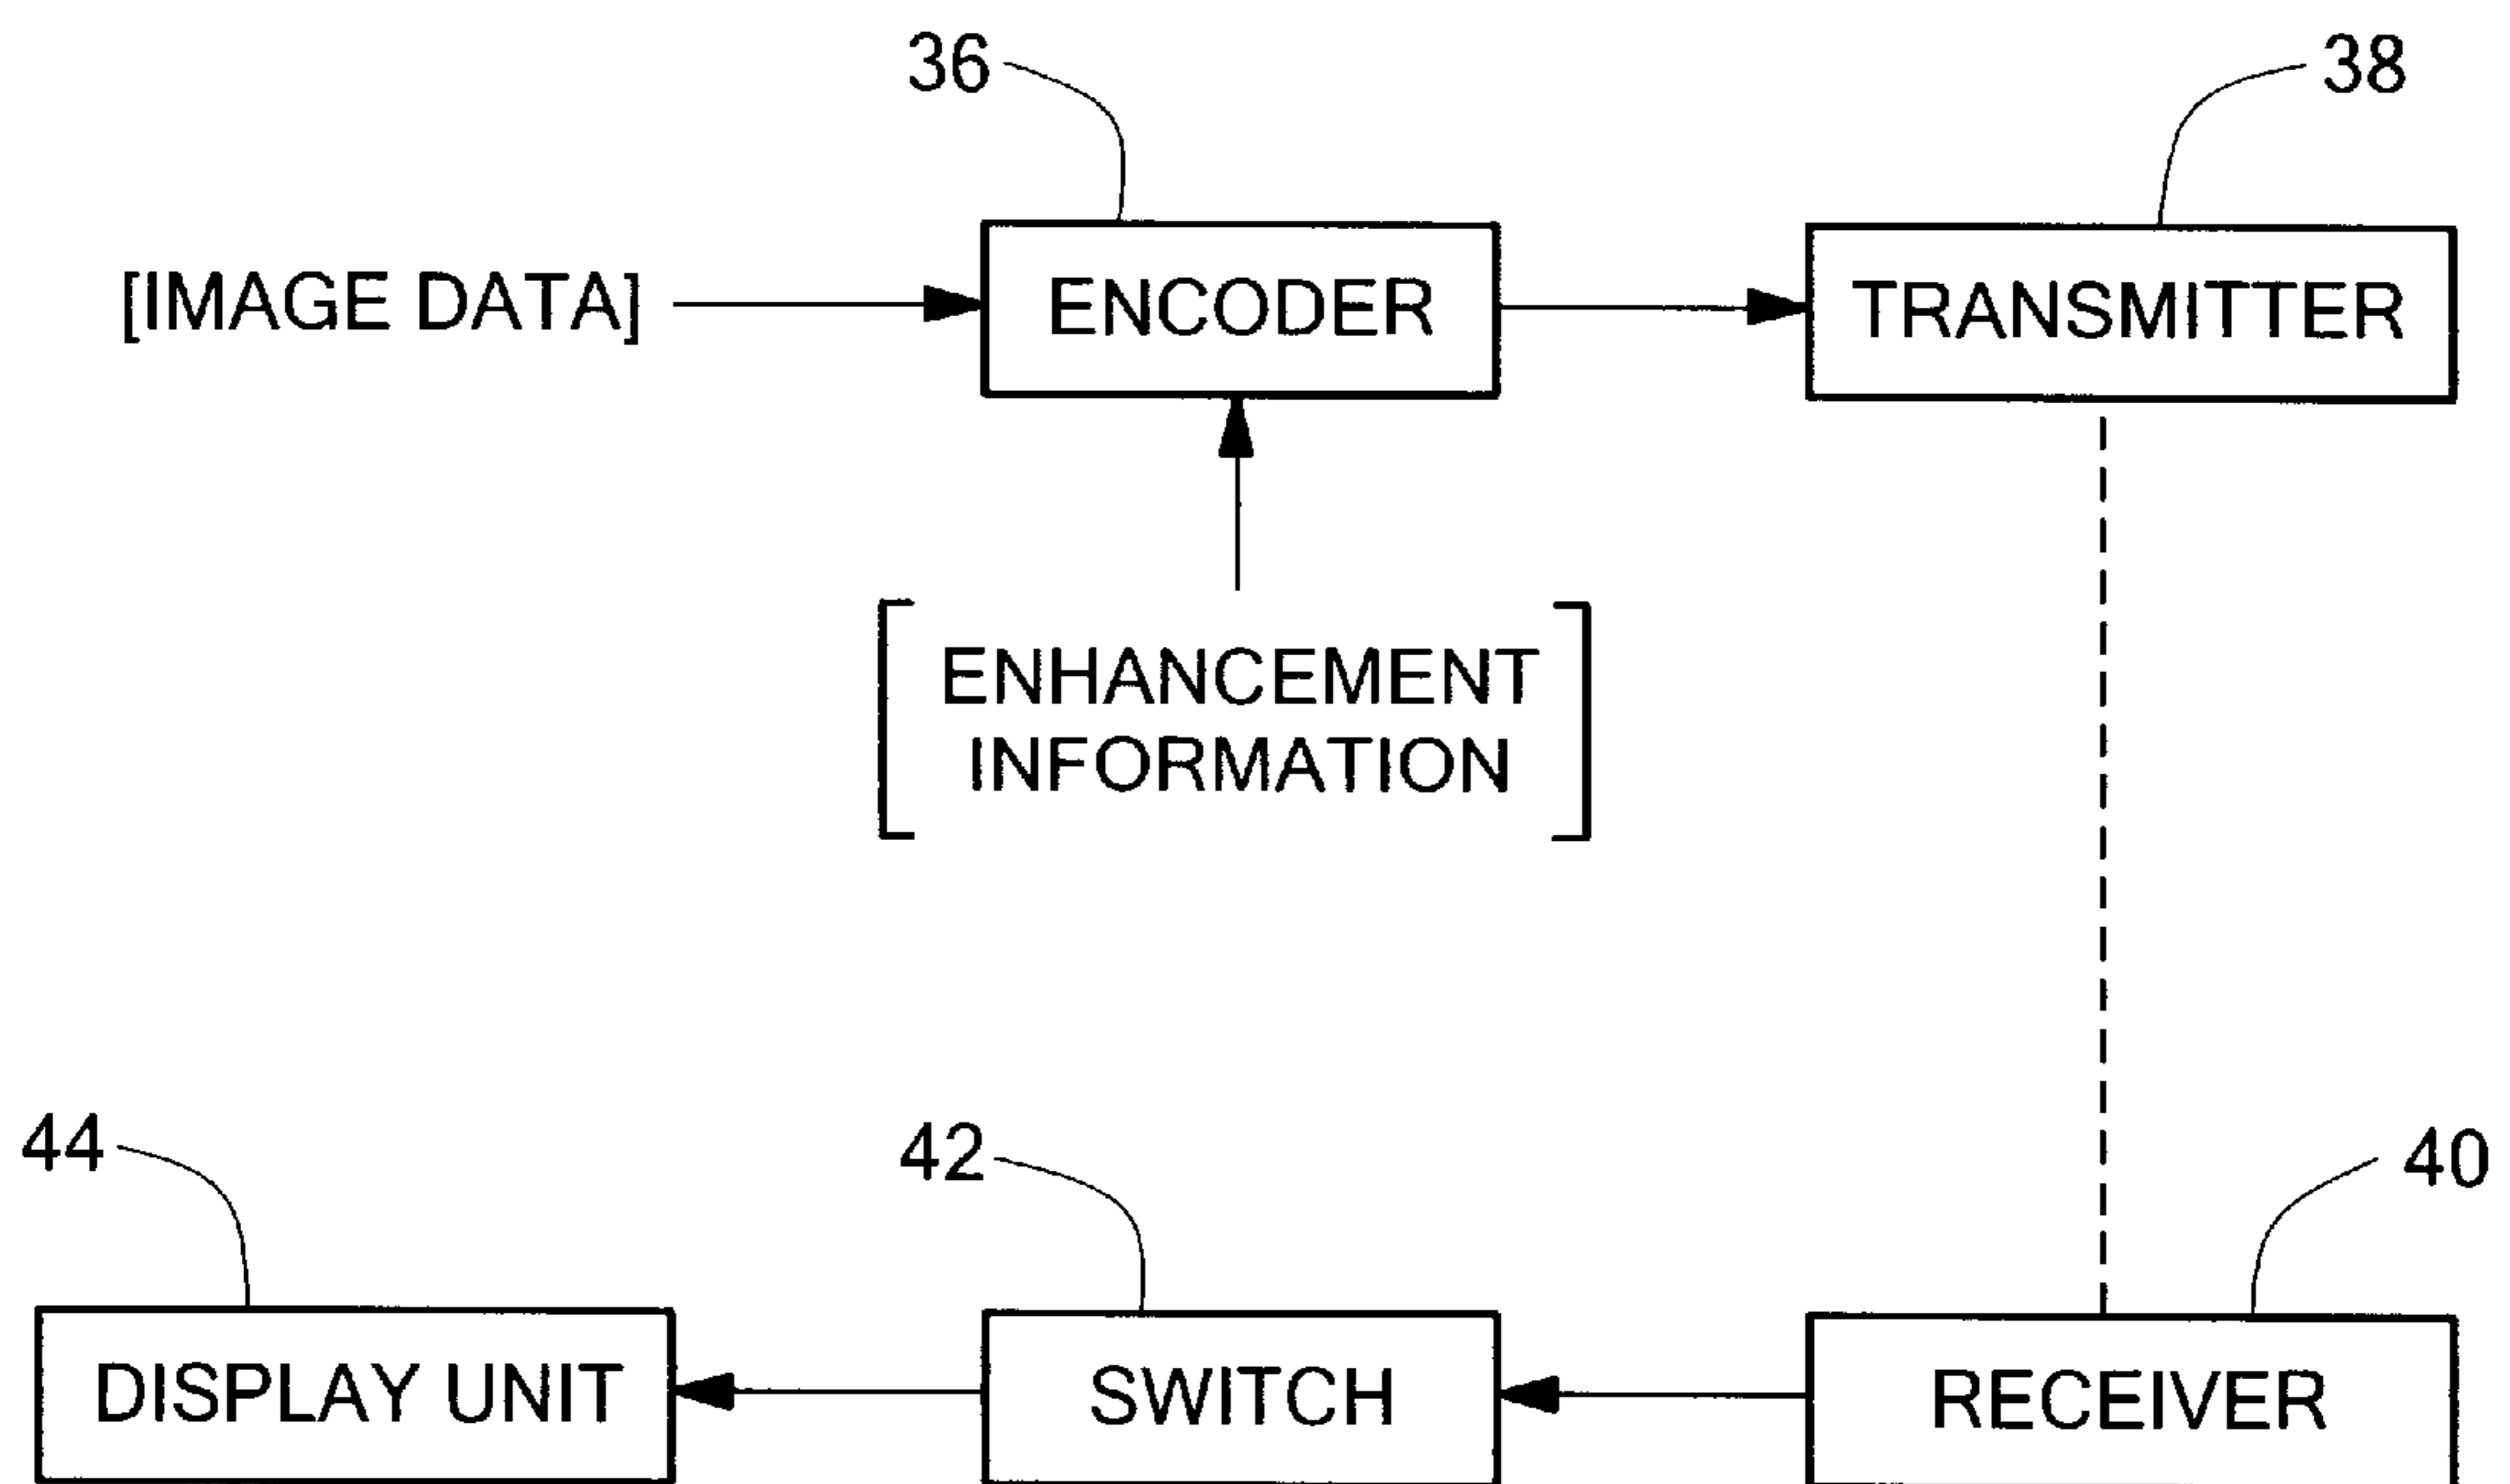 36
38
[IMAGE DATA]
ENCODER
TRANSMITTER
ENHANCEMENT
INFORMATION
44
42
40
DISPLAY UNIT
SWITCH
RECEIVER